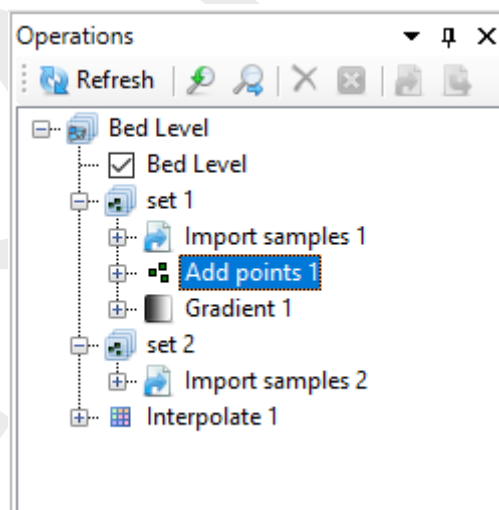 Operations
Refresh
Bed Level
Bed Level
set 1
Import samples 1
Add points 1
Gradient 1
set 2
Import samples 2
Interpolate 1